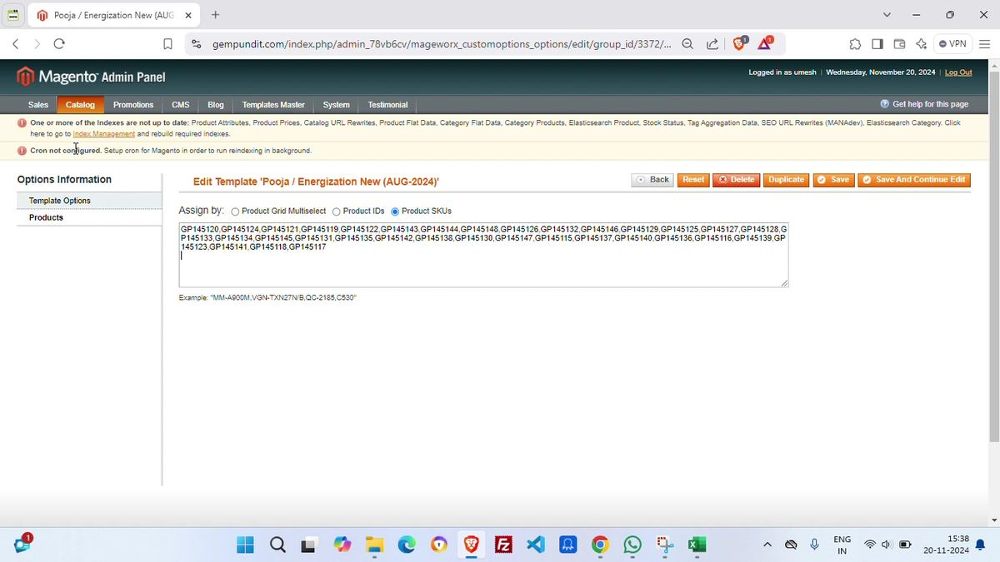 Pooja / Energization New (AUG
gempundit.com/index.php/admin_78vb6cv/mageworx_customoptions_options/edit/group_id/3372/...
1
1
VPN
Magento Admin Panel
Logged in as umesh | Wednesday, November 20, 2024 | Log Out
Sales Catalog Promotions CMS Blog Templates Master System Testimonial
Get help for this page
One or more of the Indexes are not up to date: Product Attributes, Product Prices, Catalog URL Rewrites, Product Flat Data, Category Flat Data, Category Products, Elasticsearch Product, Stock Status, Tag Aggregation Data, SEO URL Rewrites (MANAdev), Elasticsearch Category. Click
here to go to Index Management and rebuild required indexes.
Cron not configured. Setup cron for Magento in order to run reindexing in background.
Options Information
Template Options
Products
Edit Template 'Pooja / Energization New (AUG-2024)'
Back Reset Delete Duplicate Save Save And Continue Edit
Assign by: Product Grid Multiselect Product IDs Product SKUs
GP145120,GP145124,GP145121,GP145119,GP145122,GP145143,GP145144,GP145148,GP145126,GP145132,GP145146,GP145129,GP145125,GP145127,GP145128,G
P145133,GP145134,GP145145,GP145131,GP145135,GP145142,GP145138,GP145130,GP145147,GP145115,GP145137,GP145140,GP145136,GP145116,GP145139,GP
145123,GP145141,GP145118,GP145117
Example: "MM-A900M,VGN-TXN27N/B,QC-2185,C530"
1
ENG
IN
15:38
20-11-2024